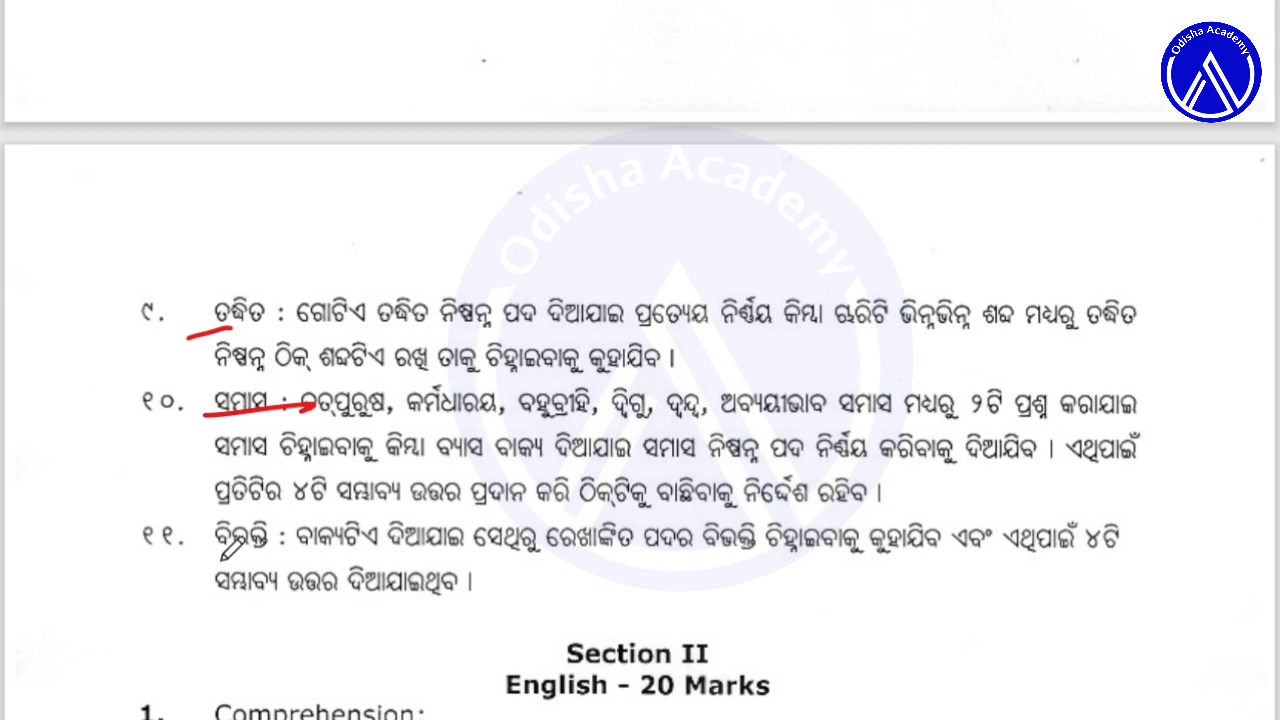 Odisha Academy
Odisha Academy
୯. ତଦ୍ଧିତ : ଗୋଟିଏ ତଦ୍ଧିତ ନିଷ୍ପନ୍ନ ପଦ ଦିଆଯାଇ ପ୍ରତ୍ୟେୟ ନିର୍ଣ୍ଣୟ କିମ୍ବା ଚାରିଟି ଭିନ୍ନଭିନ୍ନ ଶବ୍ଦ ମଧ୍ୟରୁ ତଦ୍ଧିତ
ନିଷ୍ପନ୍ନ ଠିକ୍ ଶବ୍ଦଟିଏ ରଖି ତାକୁ ଚିହ୍ନାଇବାକୁ କୁହାଯିବ ।
୧୦. ସମାସ : ତତ୍‌ପୁରୁଷ, କର୍ମଧାରୟ, ବହୁବ୍ରୀହି, ଦ୍ୱିଗୁ, ଦ୍ୱନ୍ଦ୍ୱ, ଅବ୍ୟୟୀଭାବ ସମାସ ମଧ୍ୟରୁ ୨ଟି ପ୍ରଶ୍ନ କରାଯାଇ
ସମାସ ଚିହ୍ନାଇବାକୁ କିମ୍ବା ବ୍ୟାସ ବାକ୍ୟ ଦିଆଯାଇ ସମାସ ନିଷ୍ପନ୍ନ ପଦ ନିର୍ଣ୍ଣୟ କରିବାକୁ ଦିଆଯିବ । ଏଥିପାଇଁ
ପ୍ରତିଟିର ୪ଟି ସମ୍ଭାବ୍ୟ ଉତ୍ତର ପ୍ରଦାନ କରି ଠିକ୍‌ଟିକୁ ବାଛିବାକୁ ନିର୍ଦ୍ଦେଶ ରହିବ ।
୧୧. ବିଭକ୍ତି : ବାକ୍ୟଟିଏ ଦିଆଯାଇ ସେଥିରୁ ରେଖାଙ୍କିତ ପଦର ବିଭକ୍ତି ଚିହ୍ନାଇବାକୁ କୁହାଯିବ ଏବଂ ଏଥିପାଇଁ ୪ଟି
ସମ୍ଭାବ୍ୟ ଉତ୍ତର ଦିଆଯାଇଥିବ ।
Section II
English - 20 Marks
1. Comprehension: